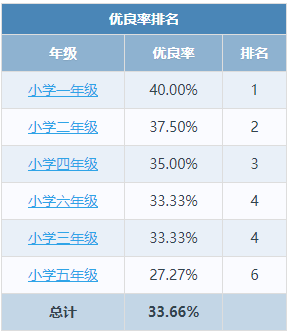 优良率排名
年级 优良率 排名
小学一年级 40.00% 1
小学二年级 37.50% 2
小学四年级 35.00% 3
小学六年级 33.33% 4
小学三年级 33.33% 4
小学五年级 27.27% 6
总计 33.66%